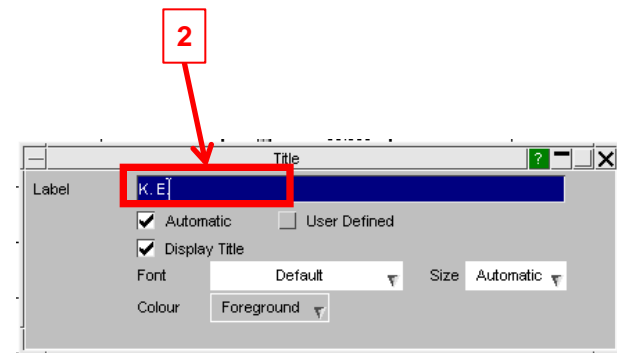 2
Title ?
Label K. E.
Automatic User Defined
Display Title
Font Default Size Automatic
Colour Foreground